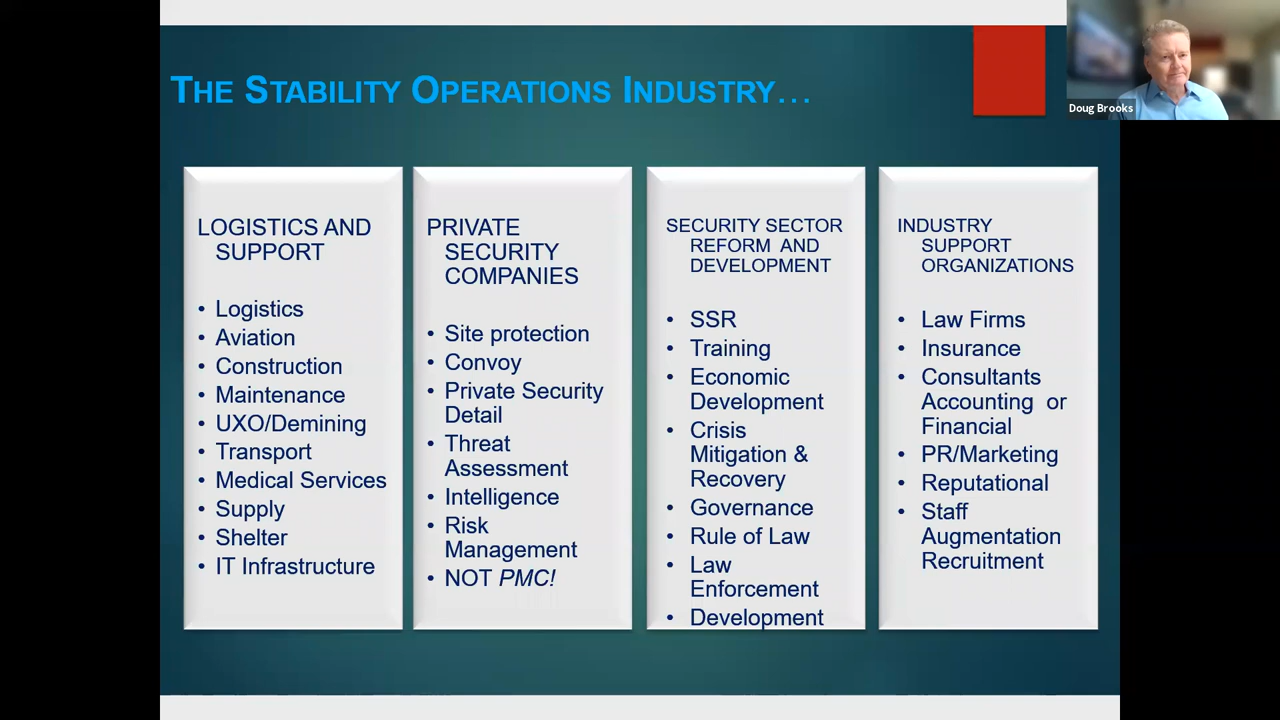 THE STABILITY OPERATIONS INDUSTRY…
Doug Brooks
LOGISTICS AND
SUPPORT
• Logistics
• Aviation
• Construction
• Maintenance
• UXO/Demining
• Transport
• Medical Services
• Supply
• Shelter
• IT Infrastructure
PRIVATE
SECURITY
COMPANIES
• Site protection
• Convoy
• Private Security
Detail
• Threat
Assessment
• Intelligence
• Risk
Management
• NOT PMC!
SECURITY SECTOR
REFORM AND
DEVELOPMENT
• SSR
• Training
• Economic
Development
• Crisis
Mitigation &
Recovery
• Governance
• Rule of Law
• Law
Enforcement
• Development
INDUSTRY
SUPPORT
ORGANIZATIONS
• Law Firms
• Insurance
• Consultants
Accounting or
Financial
• PR/Marketing
• Reputational
• Staff
Augmentation
Recruitment